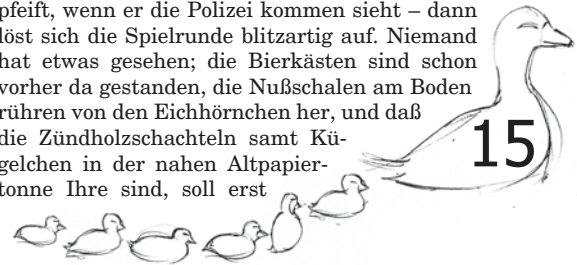 pfeift, wenn er die Polizei kommen sieht – dann
löst sich die Spielrunde blitzartig auf. Niemand
hat etwas gesehen; die Bierkästen sind schon
vorher da gestanden, die Nußschalen am Boden
rühren von den Eichhörnchen her, und daß
die Zündholzschachteln samt Kü-
gelchen in der nahen Altpapier-
tonne Ihre sind, soll erst
15